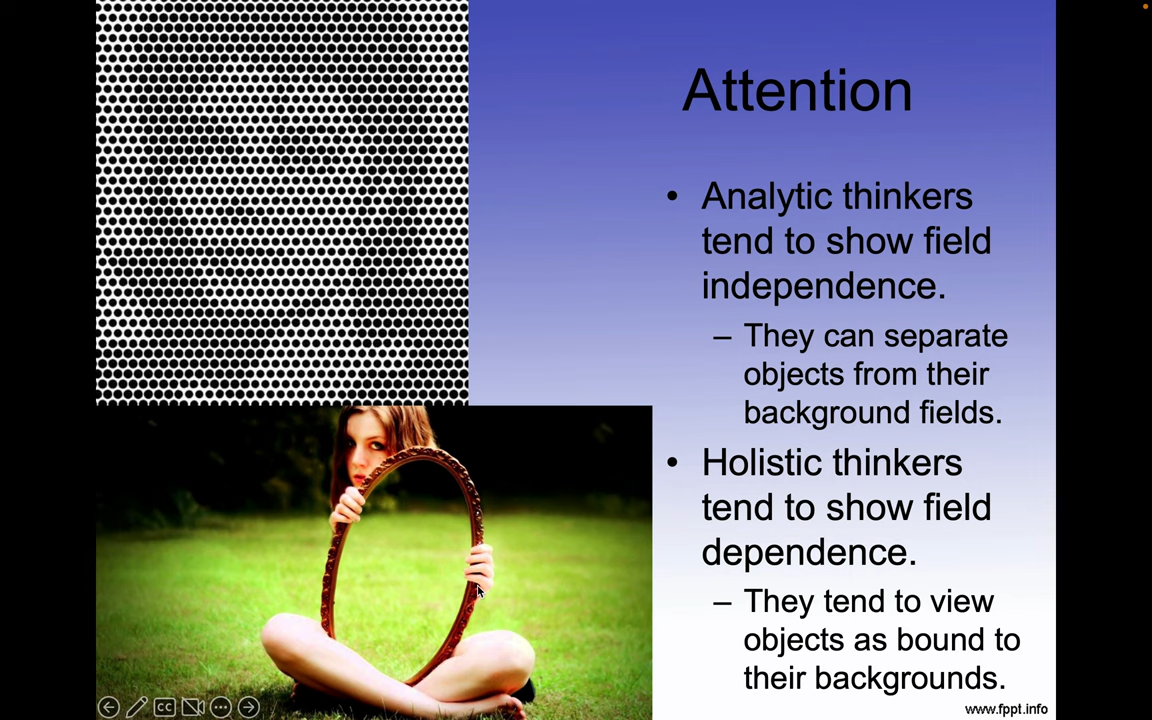 Attention
• Analytic thinkers
tend to show field
independence.
– They can separate
objects from their
background fields.
• Holistic thinkers
tend to show field
dependence.
– They tend to view
objects as bound to
their backgrounds.
CC
www.fppt.info